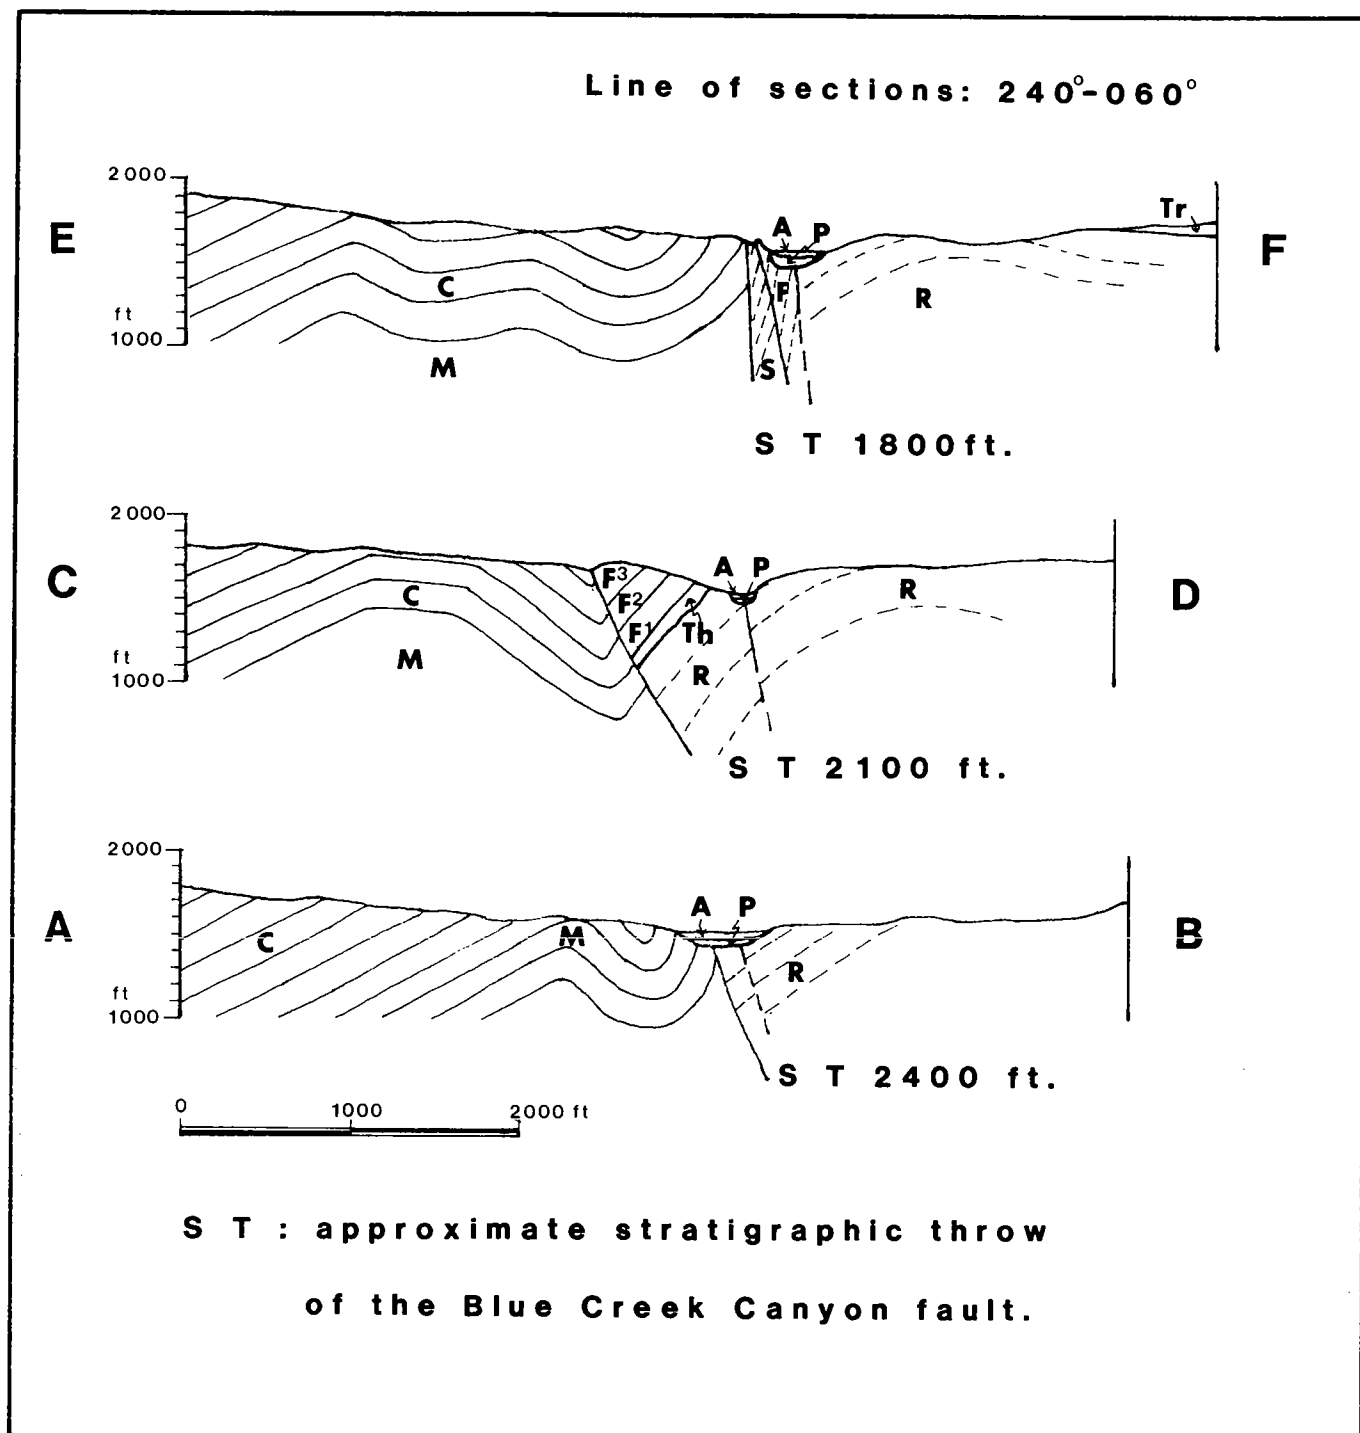 Line of sections: 240°-060°
2000
E
A P
Tr
F
C
F
R
ft
1000
M
S
S T 1800ft.
2000
C
A P
F³
R
D
C
F²
F¹ Th
ft
M
R
1000
S T 2100 ft.
2000
A
A P
C
M
B
R
ft
1000
S T 2400 ft.
0 1000 2000 ft
S T : approximate stratigraphic throw
of the Blue Creek Canyon fault.